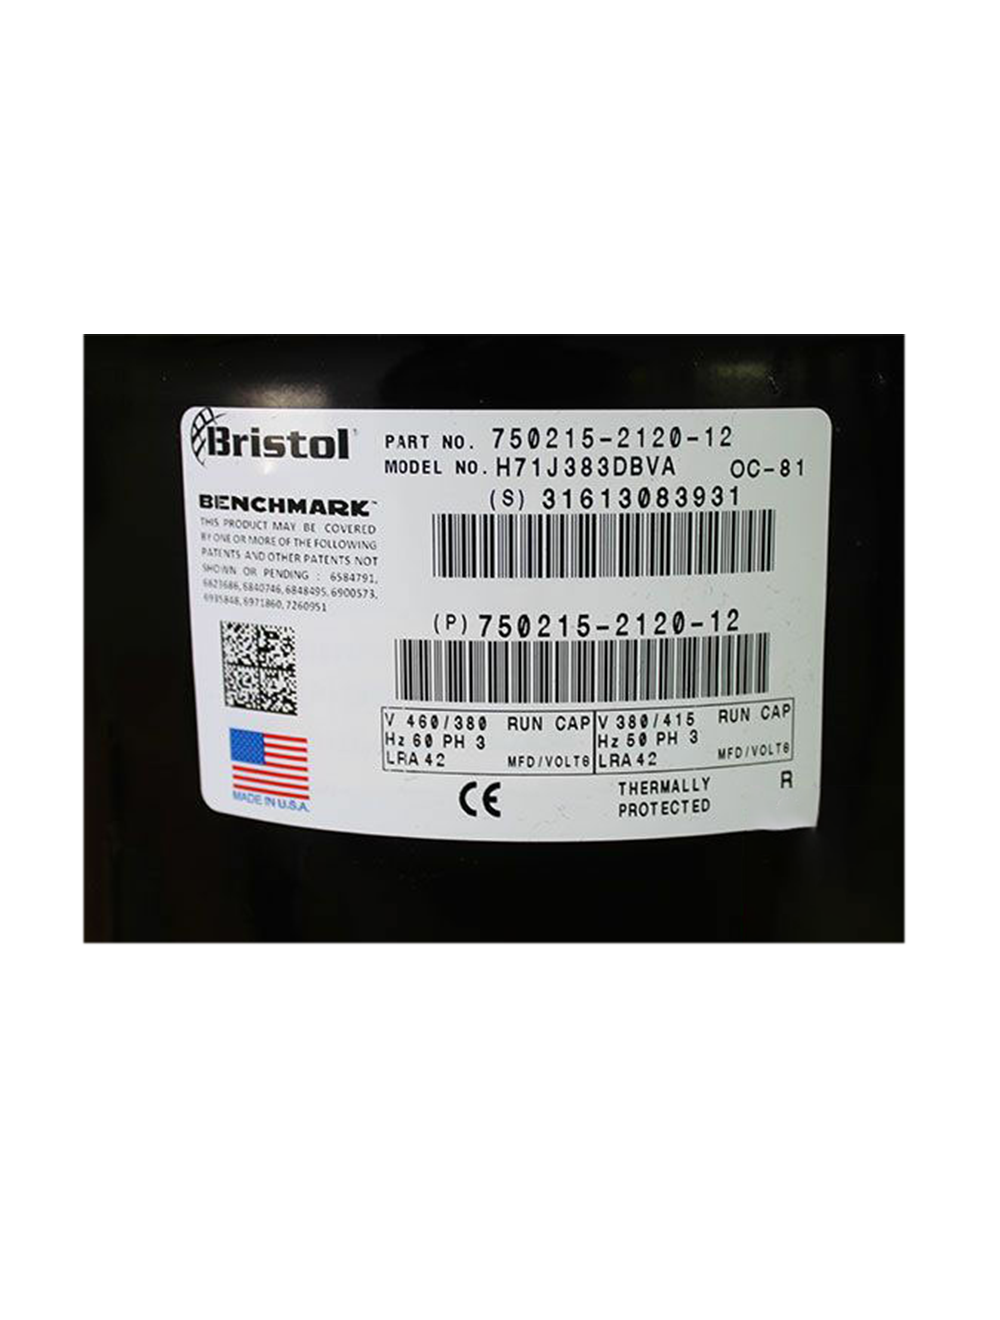 Bristol
PART NO. 750215-2120-12
MODEL NO. H71J383DBVA OC-81
(S) 31613083931
BENCHMARK™
THIS PRODUCT MAY BE COVERED
BY ONE OR MORE OF THE FOLLOWING
PATENTS AND OTHER PATENTS NOT
SHOWN OR PENDING : 6584791,
6623686, 6840746, 6848495, 6900573,
6935848, 6971860, 7260951
(P) 750215-2120-12
V 460/380 RUN CAP
Hz 60 PH 3
LRA 42 MFD/VOLTS
V 380/415 RUN CAP
Hz 50 PH 3
LRA 42 MFD/VOLTS
MADE IN U.S.A.
CE
THERMALLY
PROTECTED
R